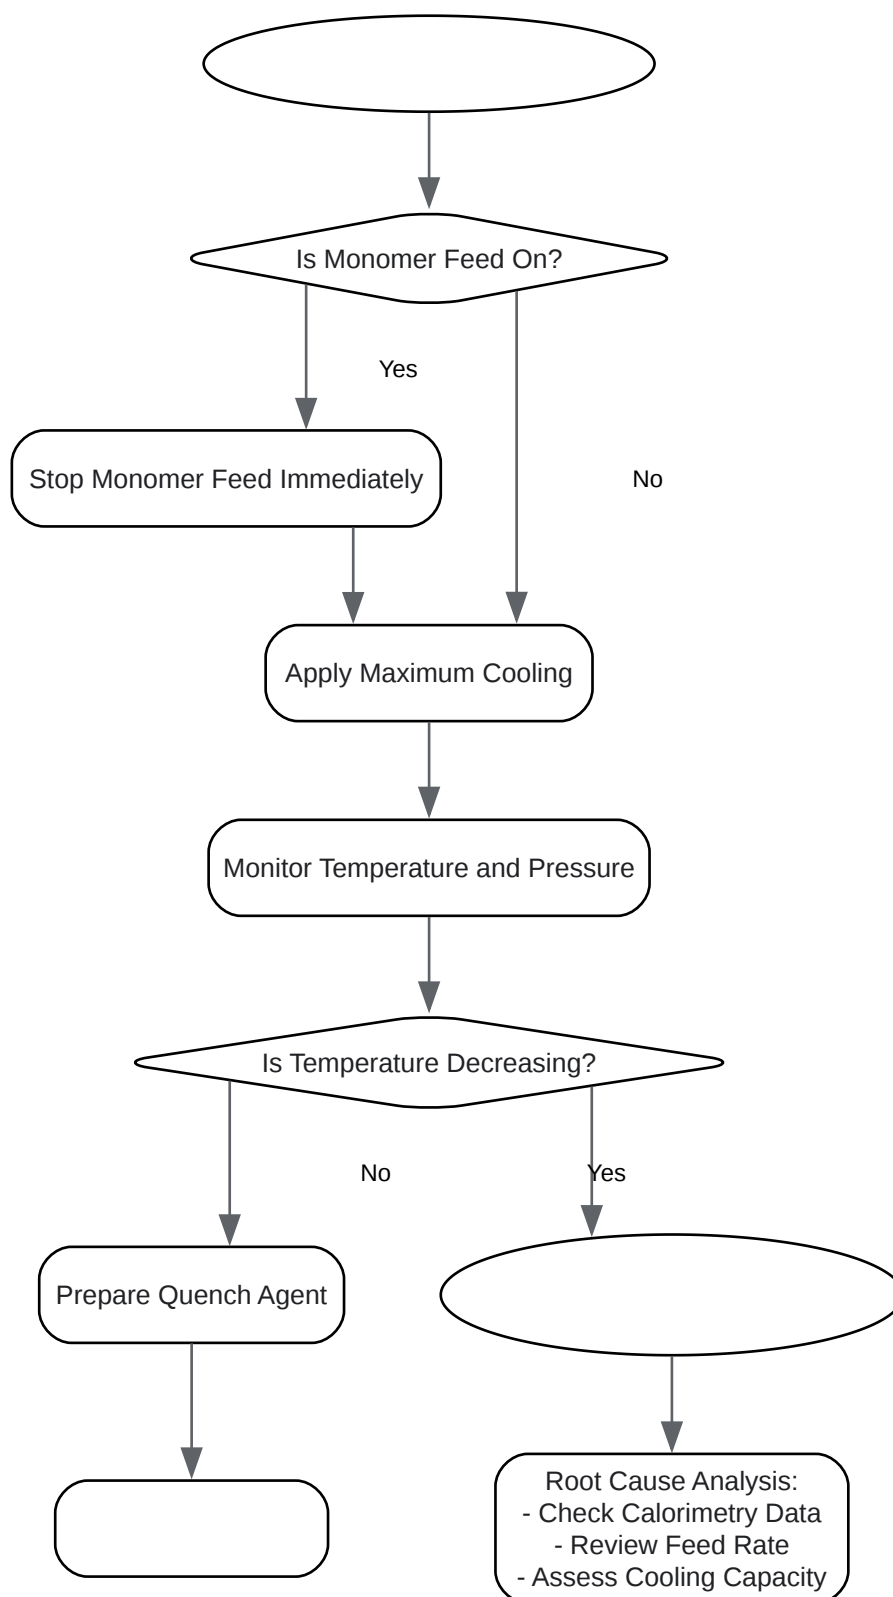 Is Monomer Feed On?
Yes
Stop Monomer Feed Immediately
No
Apply Maximum Cooling
Monitor Temperature and Pressure
Is Temperature Decreasing?
No
Yes
Prepare Quench Agent
Root Cause Analysis:
- Check Calorimetry Data
- Review Feed Rate
- Assess Cooling Capacity